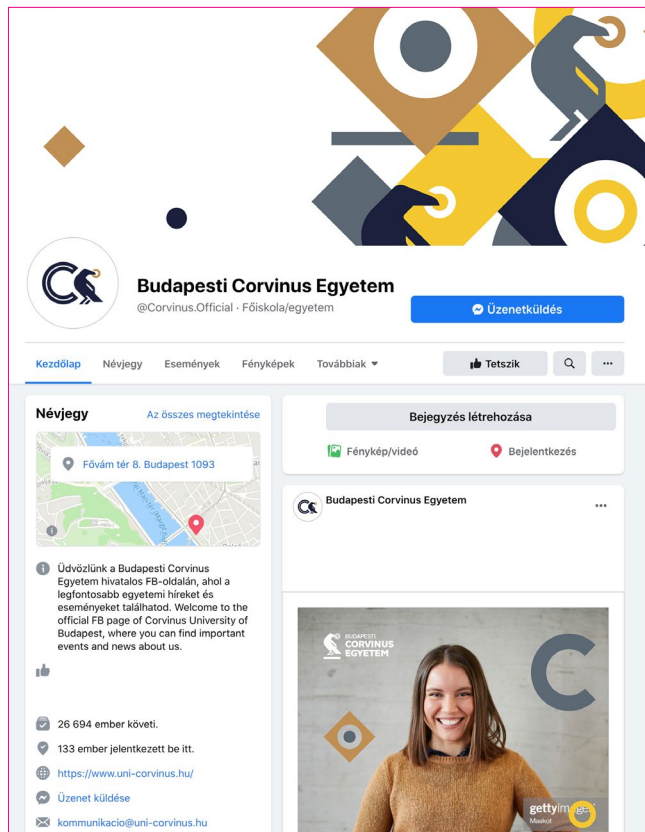 Budapesti Corvinus Egyetem
@Corvinus.Official · Főiskola/egyetem
Üzenetküldés
Kezdőlap Névjegy Események Fényképek Továbbiak
Tetszik
Névjegy
Az összes megtekintése
Fővám tér 8. Budapest 1093
Üdvözlünk a Budapesti Corvinus
Egyetem hivatalos FB-oldalán, ahol a
legfontosabb egyetemi híreket és
eseményeket találhatod. Welcome to the
official FB page of Corvinus University of
Budapest, where you can find important
events and news about us.
26 694 ember követi.
133 ember jelentkezett be itt.
https://www.uni-corvinus.hu/
Üzenet küldése
kommunikacio@uni-corvinus.hu
Bejegyzés létrehozása
Fénykép/videó
Bejelentkezés
Budapesti Corvinus Egyetem
BUDAPESTI
CORVINUS
EGYETEM
gettyimages
Maskot